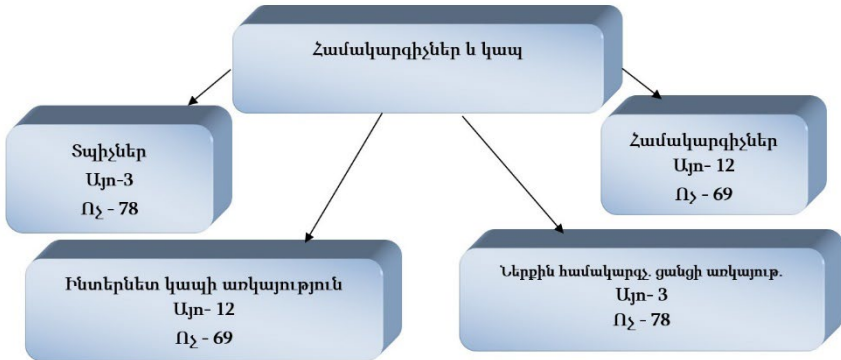 Համակարգիչներ և կապ
Տպիչներ
Այո-3
Ոչ - 78
Համակարգիչներ
Այո- 12
Ոչ - 69
Ինտերնետ կապի առկայություն
Այո- 12
Ոչ - 69
Ներքին համակարգչ. ցանցի առկայութ.
Այո- 3
Ոչ - 78